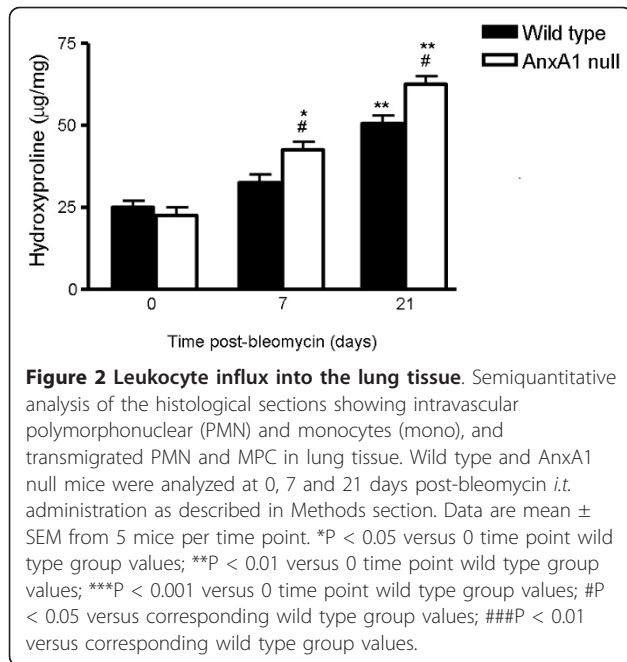 Wild type
AnxA1 null
Hydroxyproline (μg/mg)
75
50
25
0
*
#
**
**
#
0
7
21
Time post-bleomycin (days)
Figure 2 Leukocyte influx into the lung tissue. Semiquantitative
analysis of the histological sections showing intravascular
polymorphonuclear (PMN) and monocytes (mono), and
transmigrated PMN and MPC in lung tissue. Wild type and AnxA1
null mice were analyzed at 0, 7 and 21 days post-bleomycin i.t.
administration as described in Methods section. Data are mean ±
SEM from 5 mice per time point. *P < 0.05 versus 0 time point wild
type group values; **P < 0.01 versus 0 time point wild type group
values; ***P < 0.001 versus 0 time point wild type group values; #P
< 0.05 versus corresponding wild type group values; ###P < 0.01
versus corresponding wild type group values.